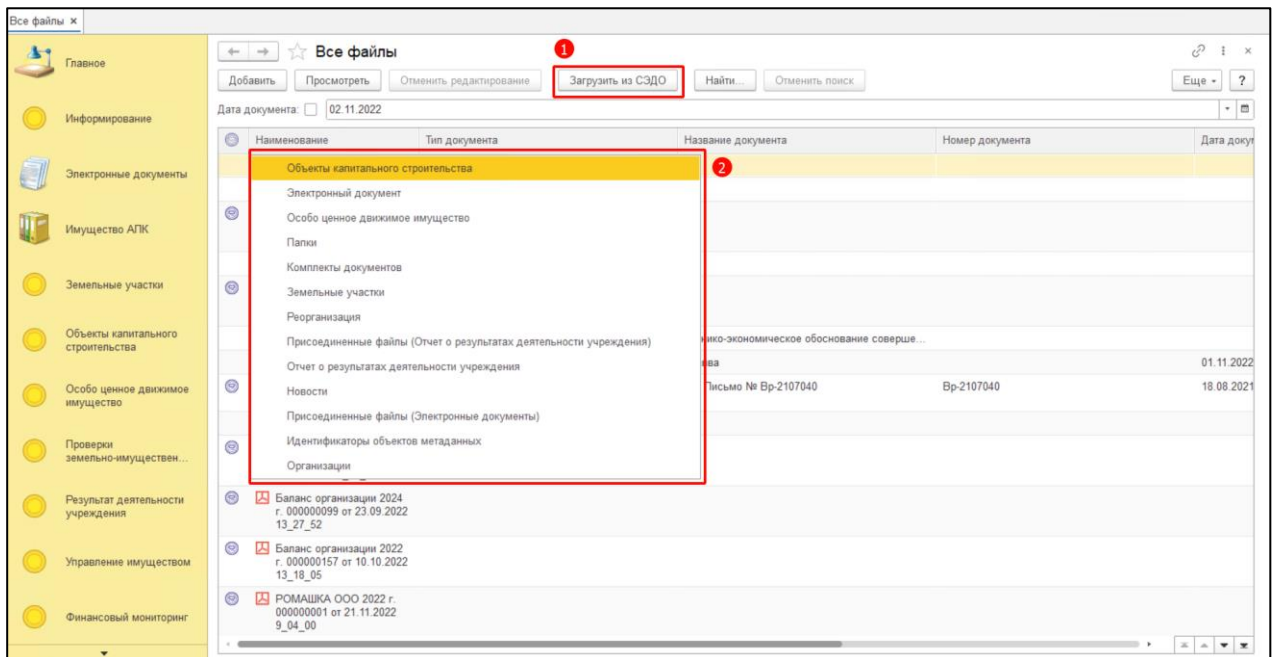 Все файлы ×
Главное
Информирование
Электронные документы
Имущество АПК
Земельные участки
Объекты капитального
строительства
Особо ценное движимое
имущество
Проверки
земельно-имуществен...
Результат деятельности
учреждения
Управление имуществом
Финансовый мониторинг
Все файлы
1
Добавить Просмотреть Отменить редактирование Загрузить из СЭДО Найти... Отменить поиск Еще ?
Дата документа: 02.11.2022
Наименование Тип документа Название документа Номер документа Дата докум
2
Объекты капитального строительства
Электронный документ
Особо ценное движимое имущество
Папки
Комплекты документов
Земельные участки
Реорганизация
Присоединенные файлы (Отчет о результатах деятельности учреждения)
Отчет о результатах деятельности учреждения
Новости
Присоединенные файлы (Электронные документы)
Идентификаторы объектов метаданных
Организации
нико-экономическое обоснование соверше...
ва 01.11.2022
Письмо № Вр-2107040 Вр-2107040 18.08.2021
Баланс организации 2024
г. 000000099 от 23.09.2022
13_27_52
Баланс организации 2022
г. 000000157 от 10.10.2022
13_18_05
РОМАШКА ООО 2022 г.
000000001 от 21.11.2022
9_04_00